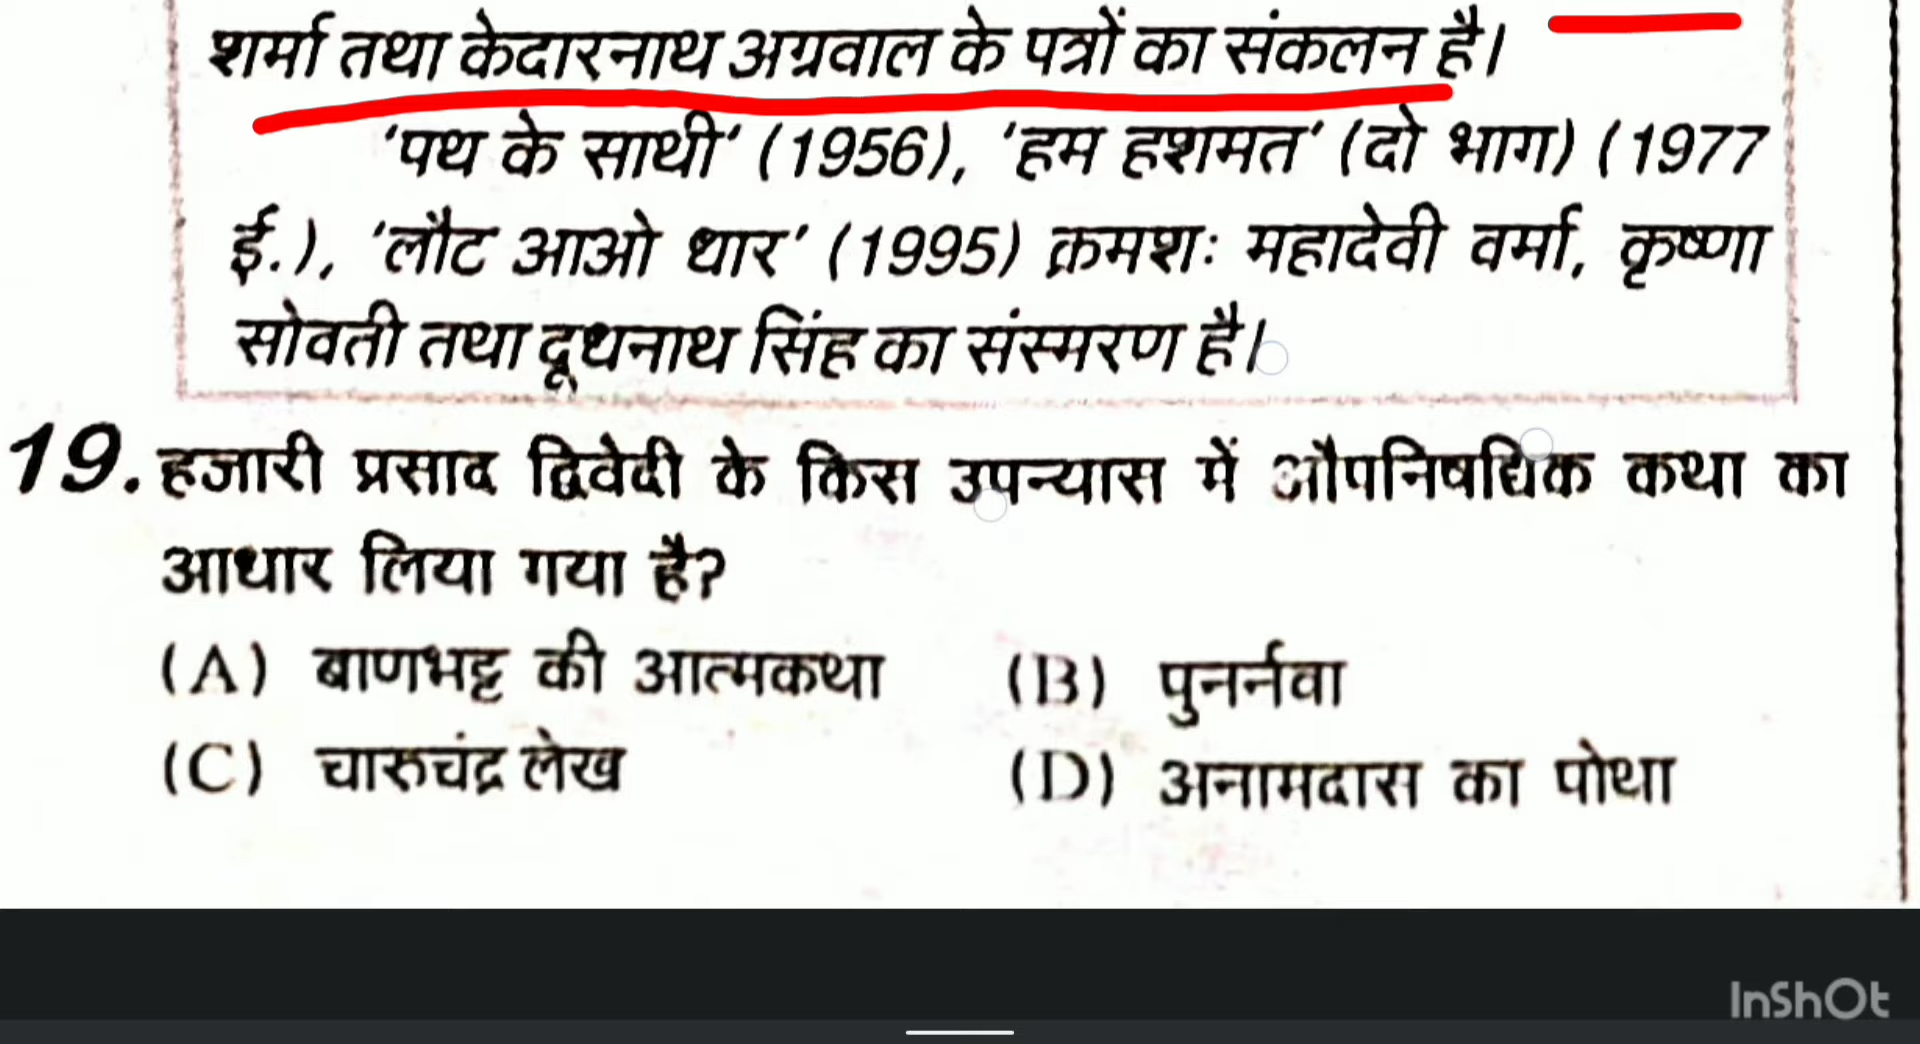 शर्मा तथा केदारनाथ अग्रवाल के पत्रों का संकलन है।
'पथ के साथी' (1956), 'हम हशमत' (दो भाग) (1977
ई.), 'लौट आओ धार' (1995) क्रमशः महादेवी वर्मा, कृष्णा
सोवती तथा दूधनाथ सिंह का संस्मरण है।
19. हजारी प्रसाद द्विवेदी के किस उपन्यास में औपनिषद्यिक कथा का
आधार लिया गया है?
(A) बाणभट्ट की आत्मकथा (B) पुनर्नवा
(C) चारुचंद्र लेख (D) अनामदास का पोथा
InShOt